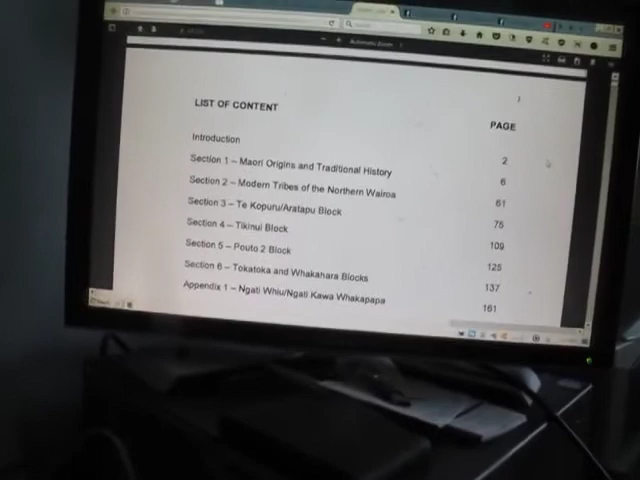 Automatic Zoom
LIST OF CONTENT
PAGE
Introduction 2
Section 1 – Maori Origins and Traditional History 6
Section 2 – Modern Tribes of the Northern Wairoa 61
Section 3 – Te Kopuru/Aratapu Block 75
Section 4 – Tikinui Block 109
Section 5 – Pouto 2 Block 125
Section 6 – Tokatoka and Whakahara Blocks 137
Appendix 1 – Ngati Whiu/Ngati Kawa Whakapapa 161